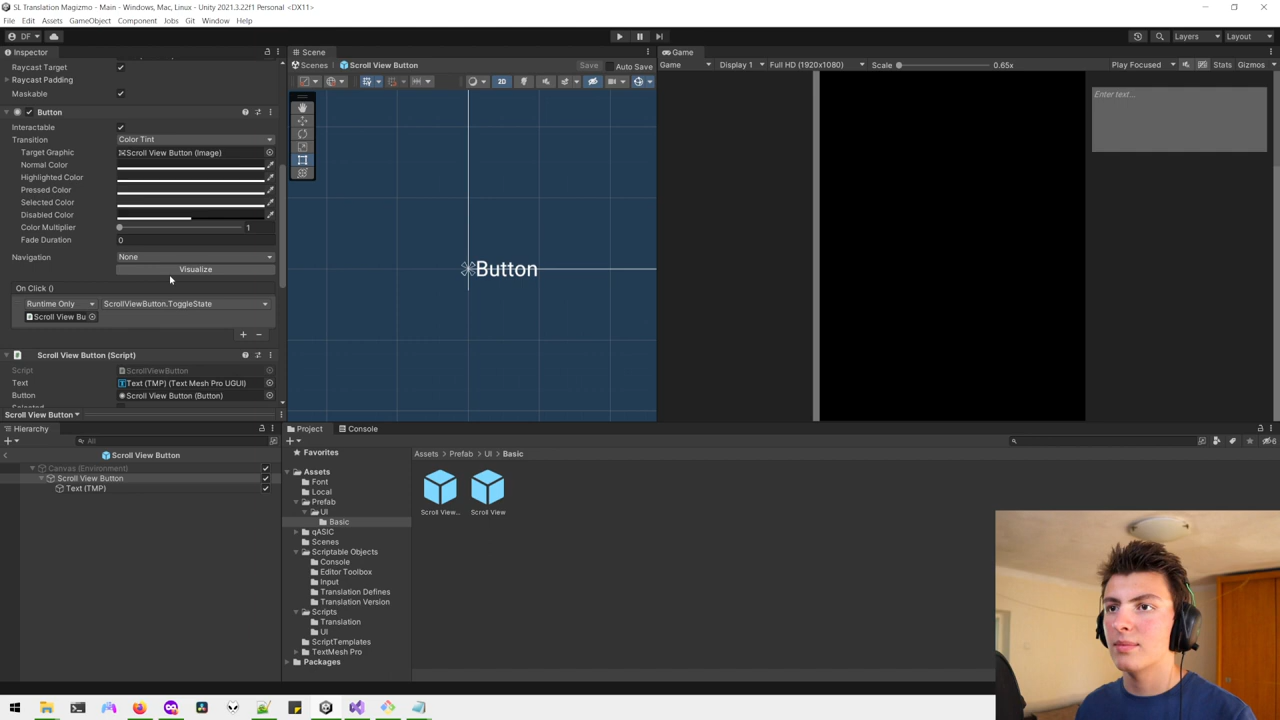 SL Translation Magizmo - Main - Windows, Mac, Linux - Unity 2021.3.22f1 Personal <DX11>
File Edit Assets GameObject Component Jobs Git Window Help
DF
Layers
Layout
Inspector
Raycast Target
Raycast Padding
Maskable
Button
Interactable
Transition Color Tint
Target Graphic Scroll View Button (Image)
Normal Color
Highlighted Color
Pressed Color
Selected Color
Disabled Color
Color Multiplier 1
Fade Duration 0
Navigation None
Visualize
On Click ()
Runtime Only ScrollViewButton.ToggleState
Scroll View Bu
Scroll View Button (Script)
Script ScrollViewButton
Text Text (TMP) (Text Mesh Pro UGUI)
Button Scroll View Button (Button)
Scroll View Button
Scene
Scenes Scroll View Button Save Auto Save
2D
Button
Game
Game Display 1 Full HD (1920x1080) Scale 0.65x Play Focused Stats Gizmos
Enter text...
Hierarchy
All
Scroll View Button
Canvas (Environment)
Scroll View Button
Text (TMP)
Project Console
6
Favorites
Assets
Font
Local
Prefab
UI
Basic
qASIC
Scenes
Scriptable Objects
Console
Editor Toolbox
Input
Translation Defines
Translation Version
Scripts
Translation
UI
ScriptTemplates
TextMesh Pro
Packages
Assets Prefab UI Basic
Scroll View... Scroll View